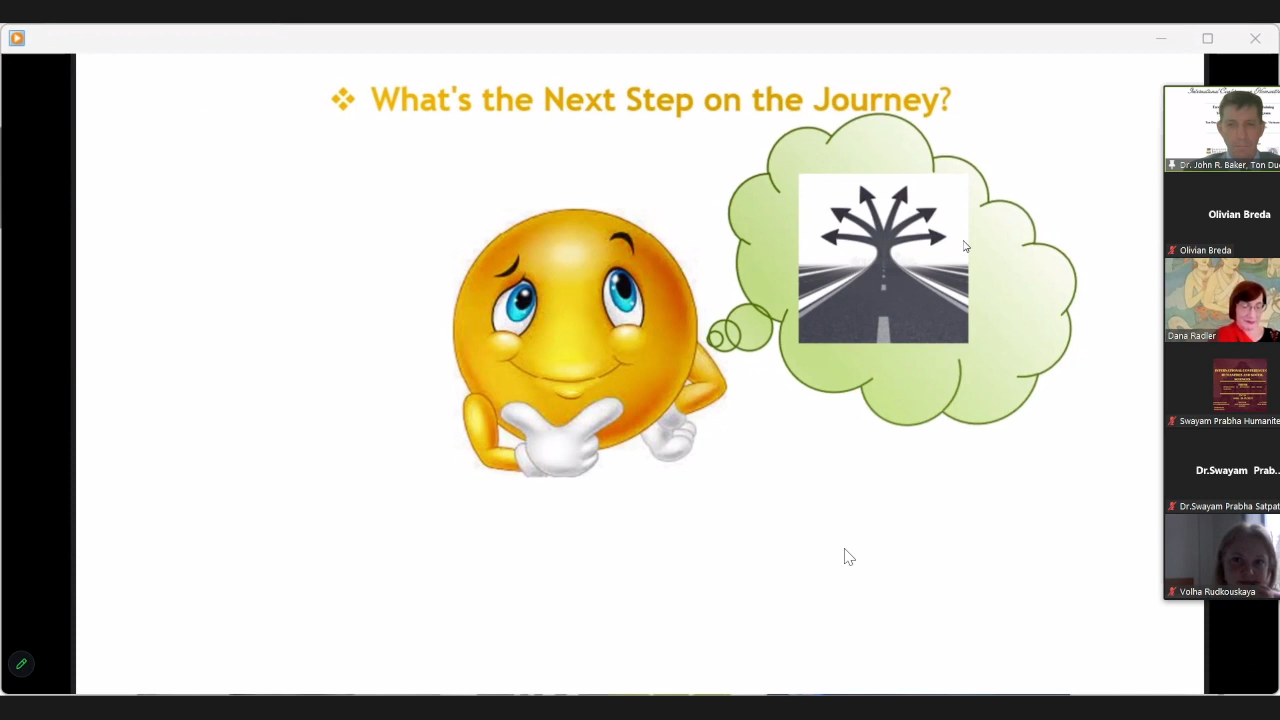 ❖ What's the Next Step on the Journey?
Dr. John R. Baker, Ton Du
Olivian Breda
Olivian Breda
Dana Radler
Swayam Prabha Humanite
Dr.Swayam Prab...
Dr.Swayam Prabha Satpat
Volha Rudkouskaya